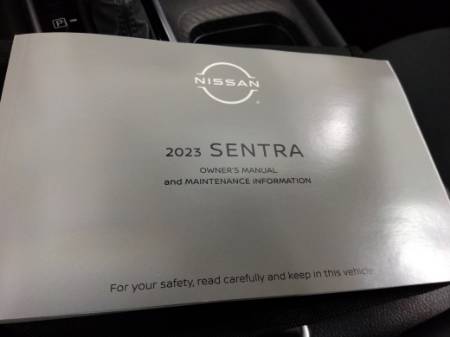 P
NISSAN
2023 SENTRA
OWNER'S MANUAL
and MAINTENANCE INFORMATION
For your safety, read carefully and keep in this vehicle